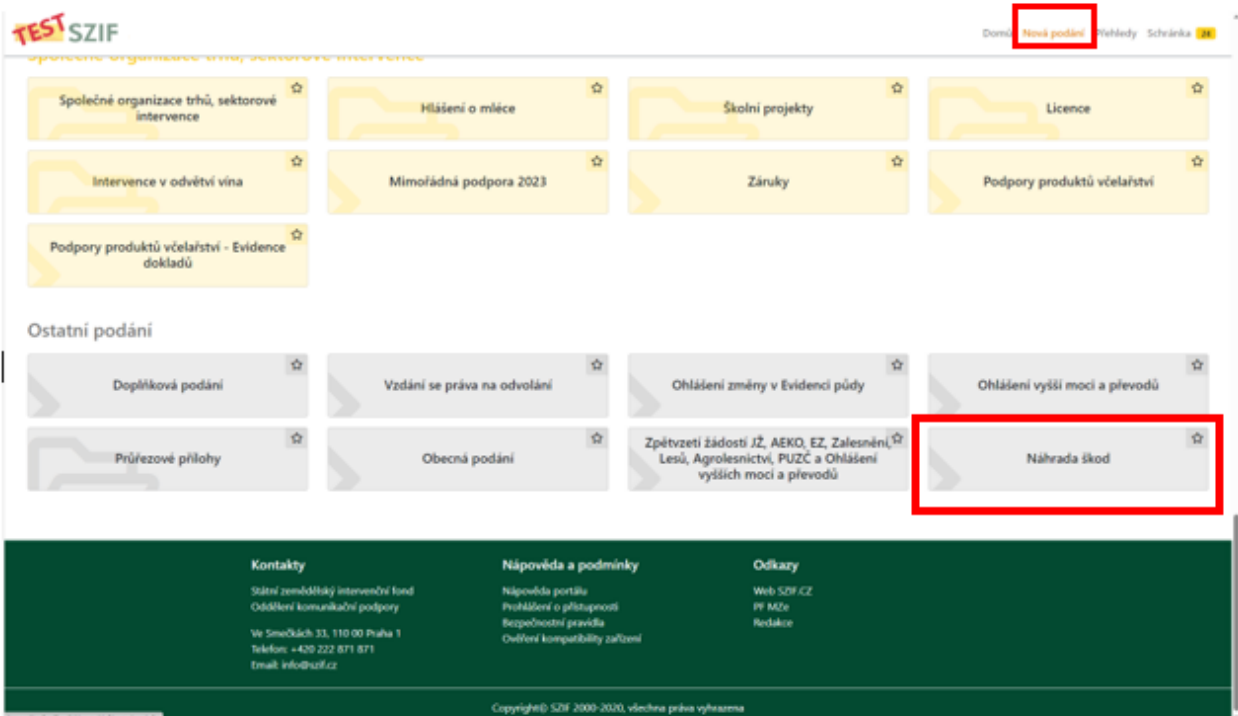 TEST SZIF
Domů Nová podání Přehledy Schránka 24
Společné organizace trhů, sektorové intervence
Společné organizace trhů, sektorové
intervence
Hlášení o mléce
Školní projekty
Licence
Intervence v odvětví vína
Mimořádná podpora 2023
Záruky
Podpory produktů včelařství
Podpory produktů včelařství - Evidence
dokladů
Ostatní podání
Doplňková podání
Vzdání se práva na odvolání
Ohlášení změny v Evidenci půdy
Ohlášení vyšší moci a převodů
Průřezové přílohy
Obecná podání
Zpětvzetí žádostí JŽ, AEKO, EZ, Zalesnění,
Lesů, Agrolesnictví, PUZČ a Ohlášení
vyšších moci a převodů
Náhrada škod
Kontakty
Státní zemědělský intervenční fond
Oddělení komunikační podpory
Ve Smečkách 33, 110 00 Praha 1
Telefon: +420 222 871 871
Email: info@szif.cz
Nápověda a podmínky
Nápověda portálu
Prohlášení o přístupnosti
Bezpečnostní pravidla
Ověření kompatibility zařízení
Odkazy
Web SZIF.CZ
PF MZe
Redakce
Copyright© SZIF 2000-2020, všechna práva vyhrazena